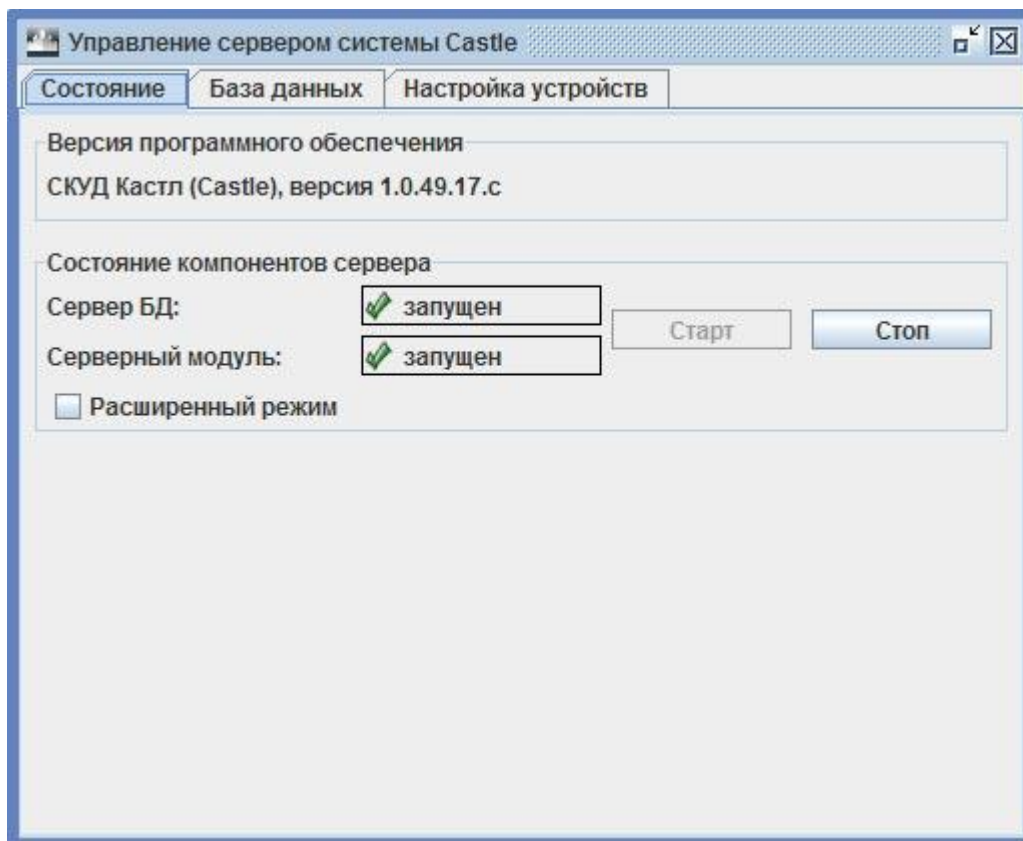 Управление сервером системы Castle
Состояние База данных Настройка устройств
Версия программного обеспечения
СКУД Кастл (Castle), версия 1.0.49.17.c
Состояние компонентов сервера
Сервер БД: запущен
Старт Стоп
Серверный модуль: запущен
Расширенный режим